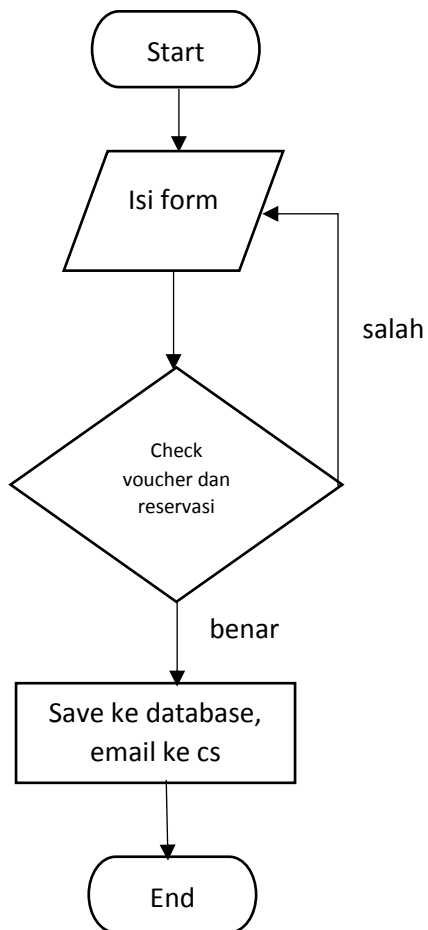 Start
Isi form
salah
Check
voucher dan
reservasi
benar
Save ke database,
email ke cs
End